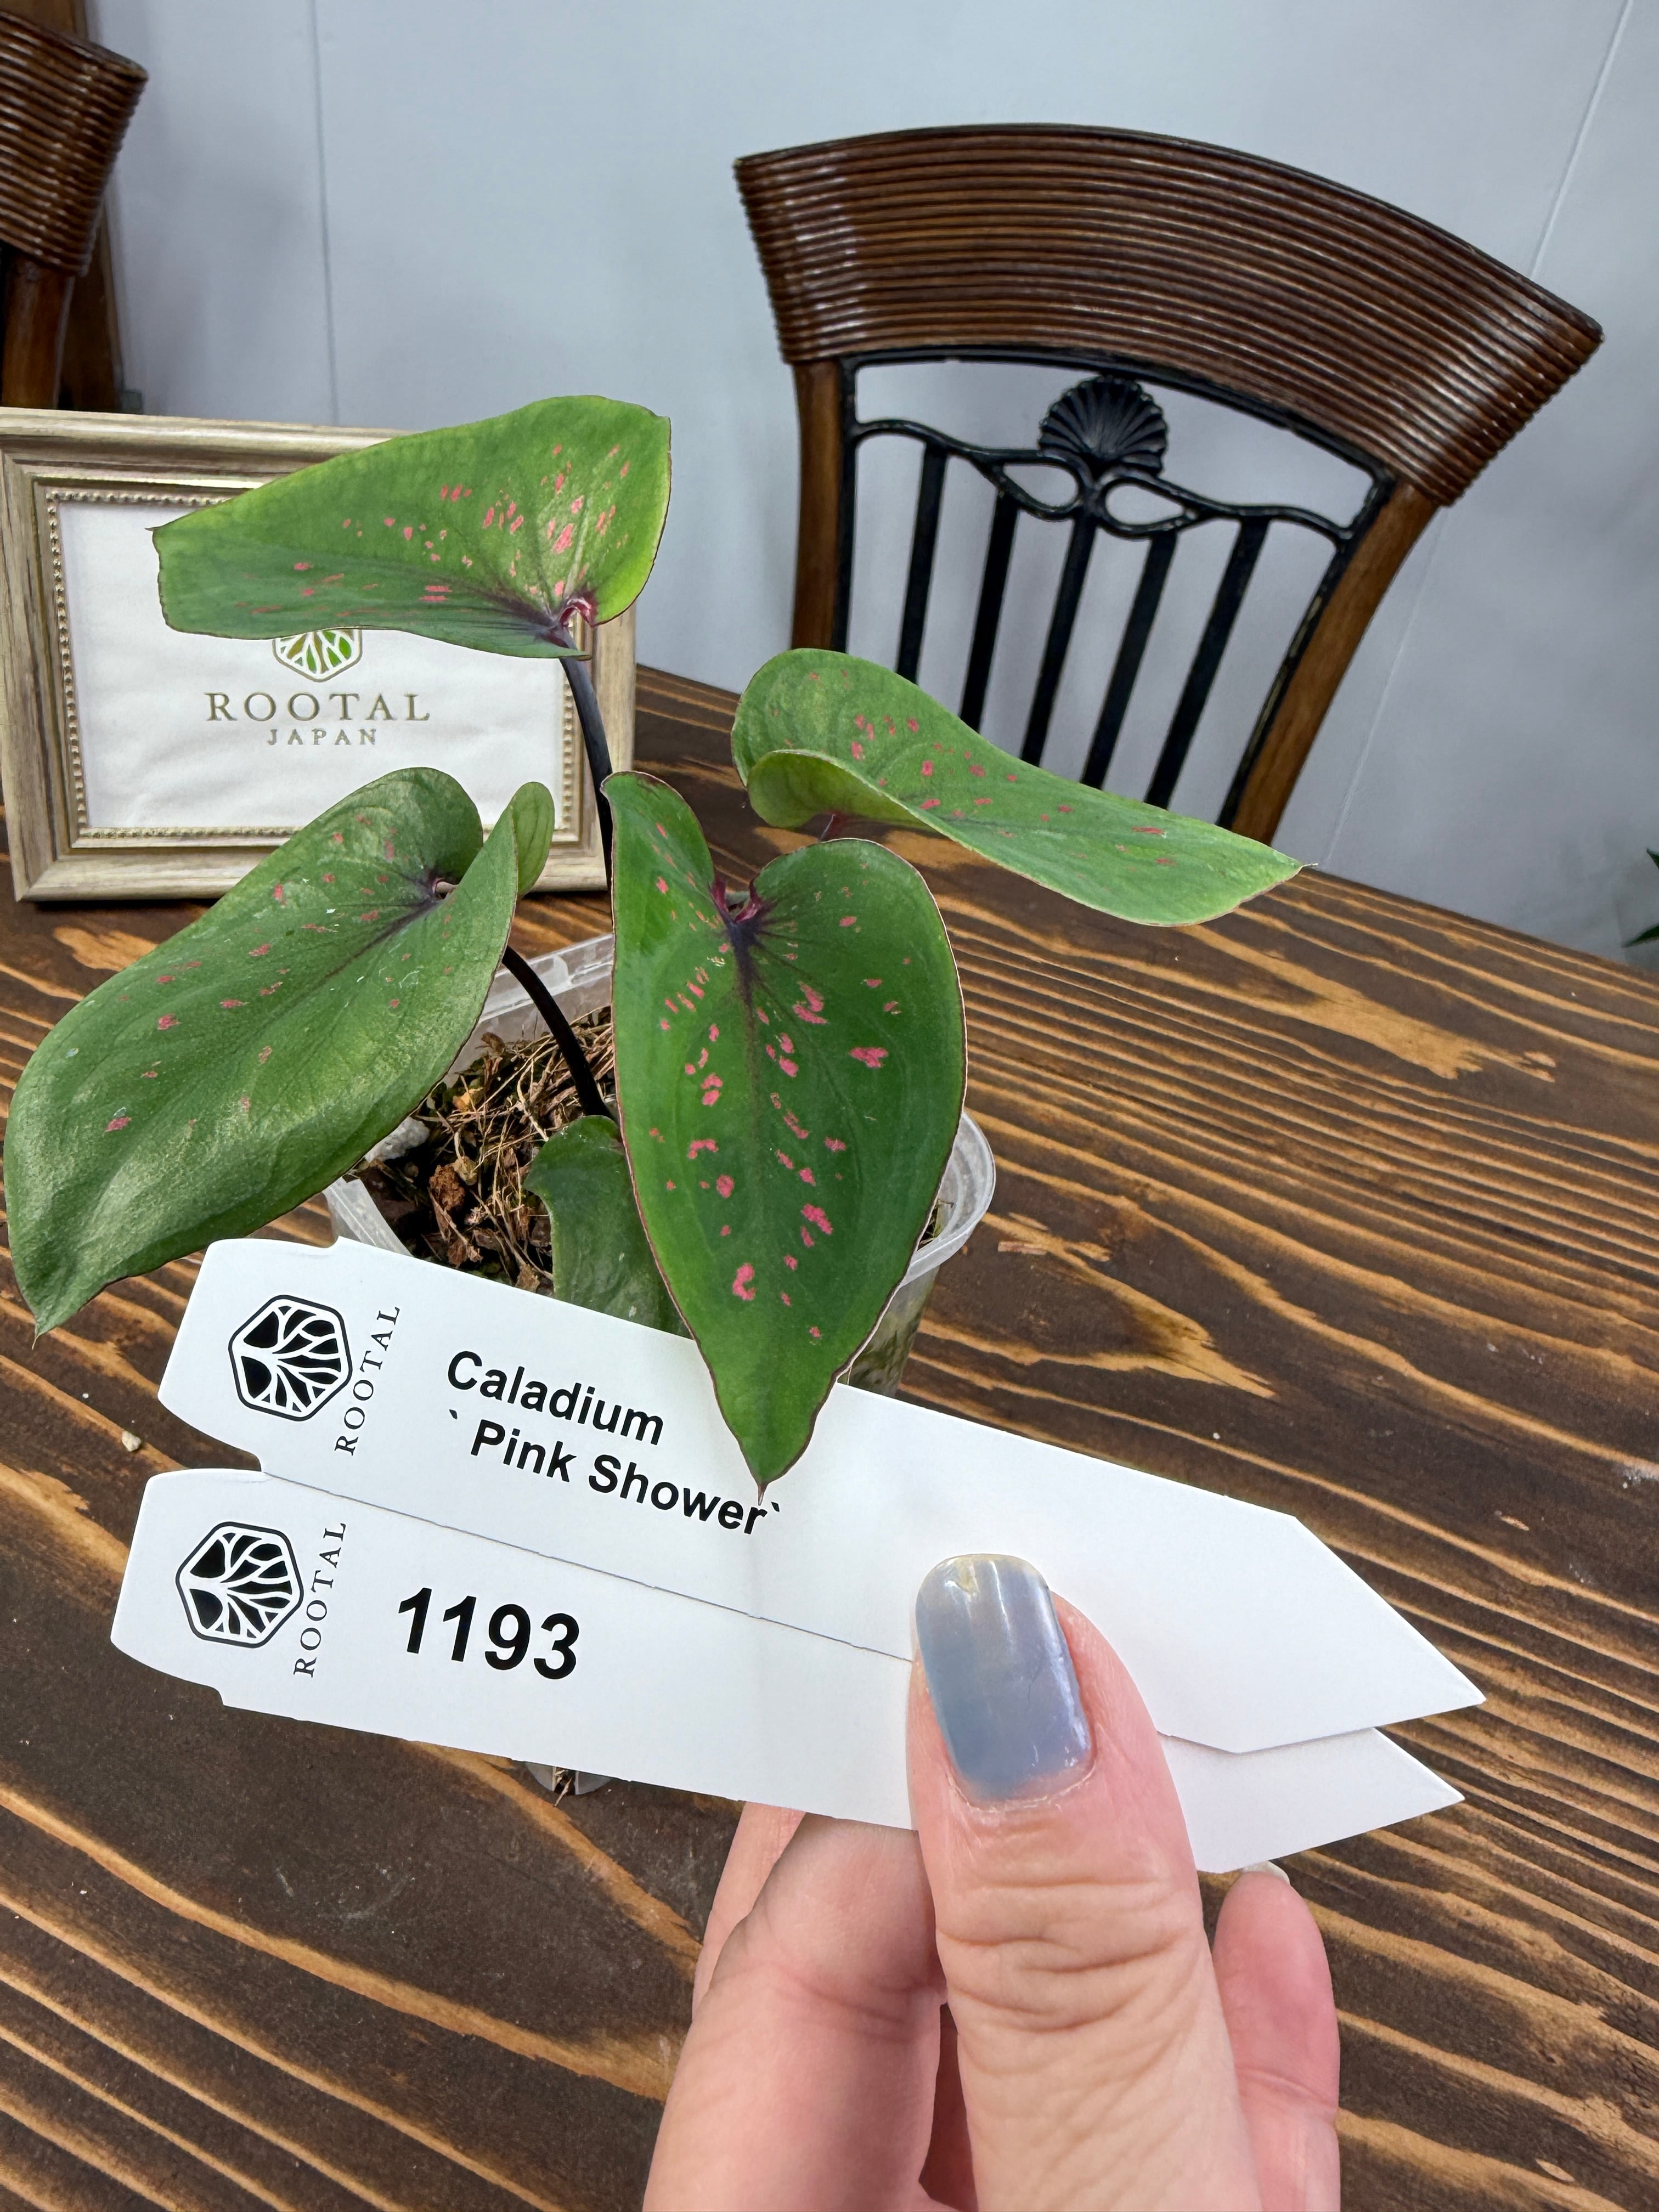 ROOTAL
JAPAN
ROOTAL
Caladium
`Pink Shower`
ROOTAL
1193